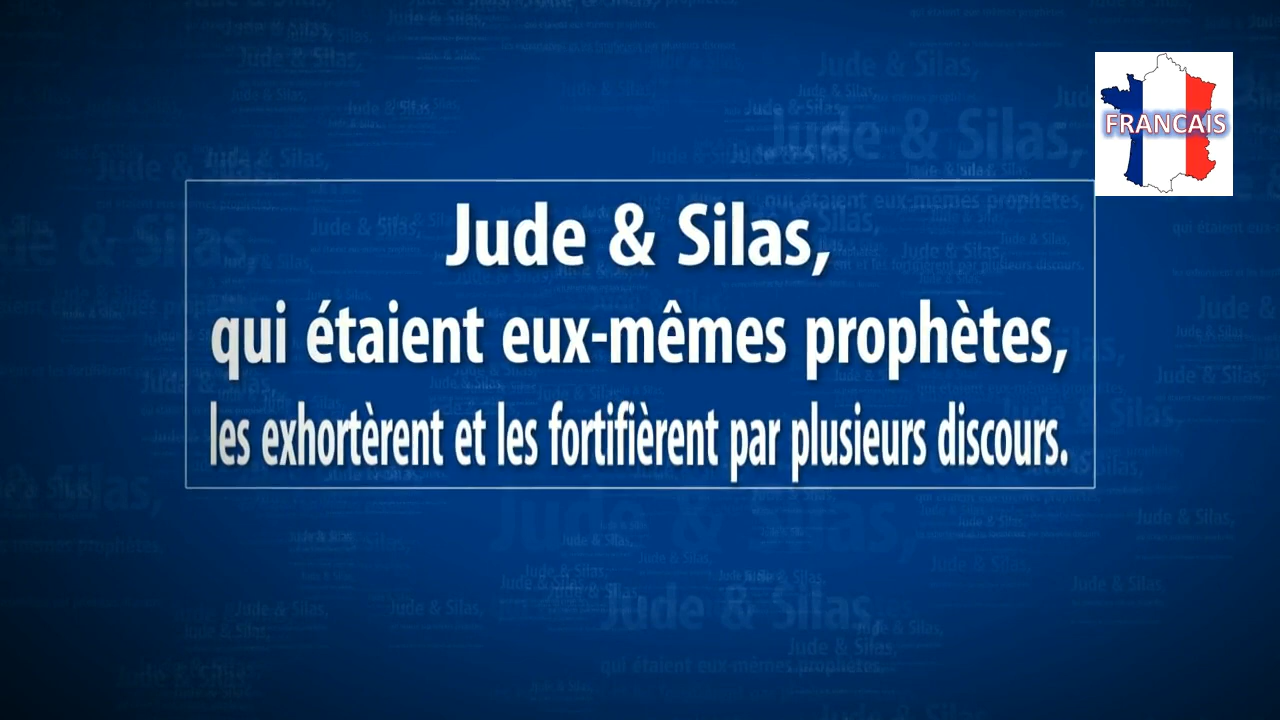 FRANCAIS
Jude & Silas,
qui étaient eux-mêmes prophètes,
les exhortèrent et les fortifièrent par plusieurs discours.